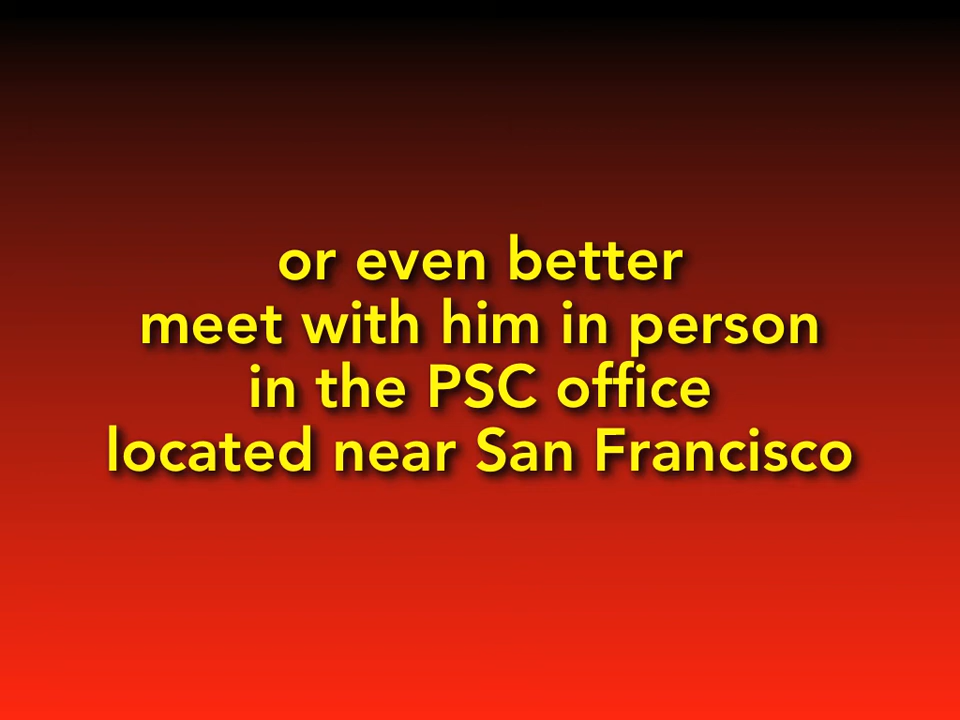 or even better
meet with him in person
in the PSC office
located near San Francisco